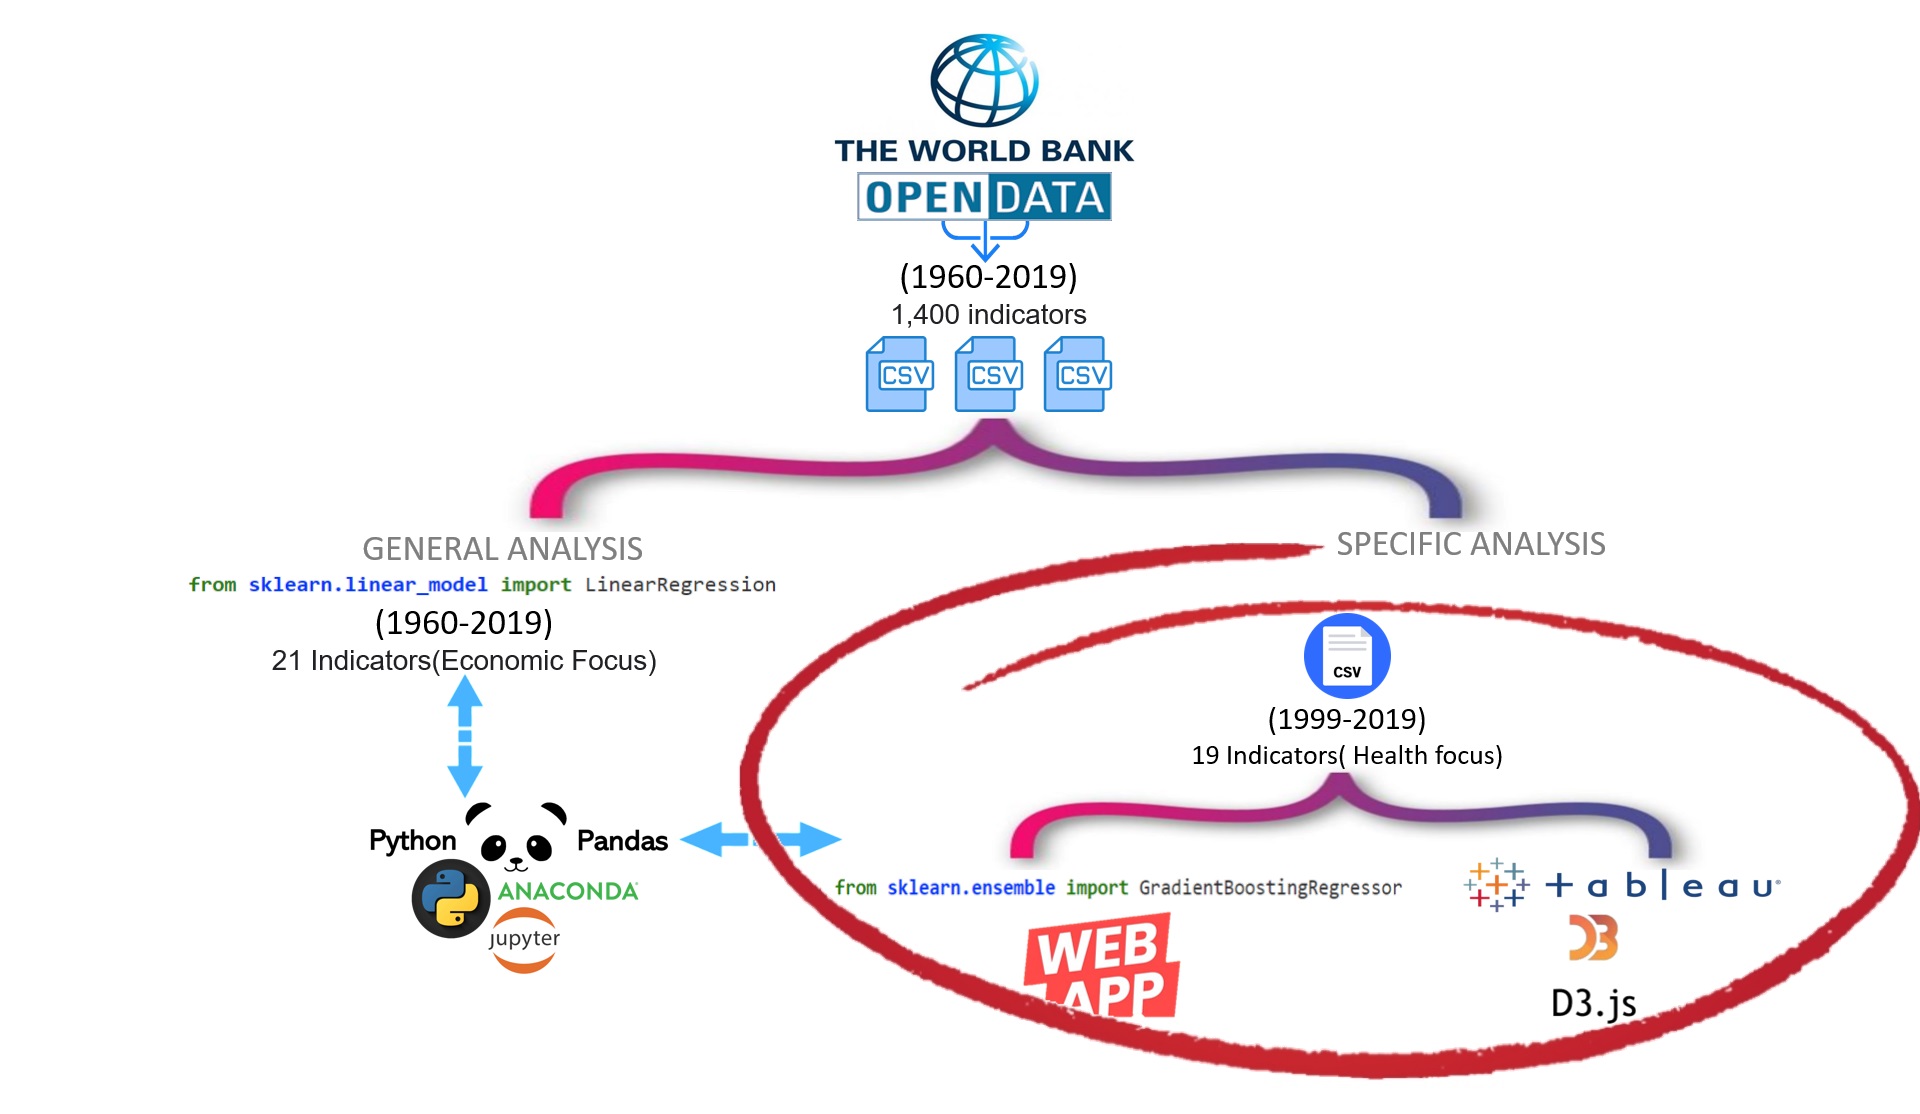 THE WORLD BANK
OPEN DATA
(1960-2019)
1,400 indicators
CSV CSV CSV
GENERAL ANALYSIS
from sklearn.linear_model import LinearRegression
(1960-2019)
21 Indicators(Economic Focus)
Python Pandas
ANACONDA
jupyter
SPECIFIC ANALYSIS
CSV
(1999-2019)
19 Indicators( Health focus)
from sklearn.ensemble import GradientBoostingRegressor
WEB
APP
+ a b l e a u®
D3
D3.js